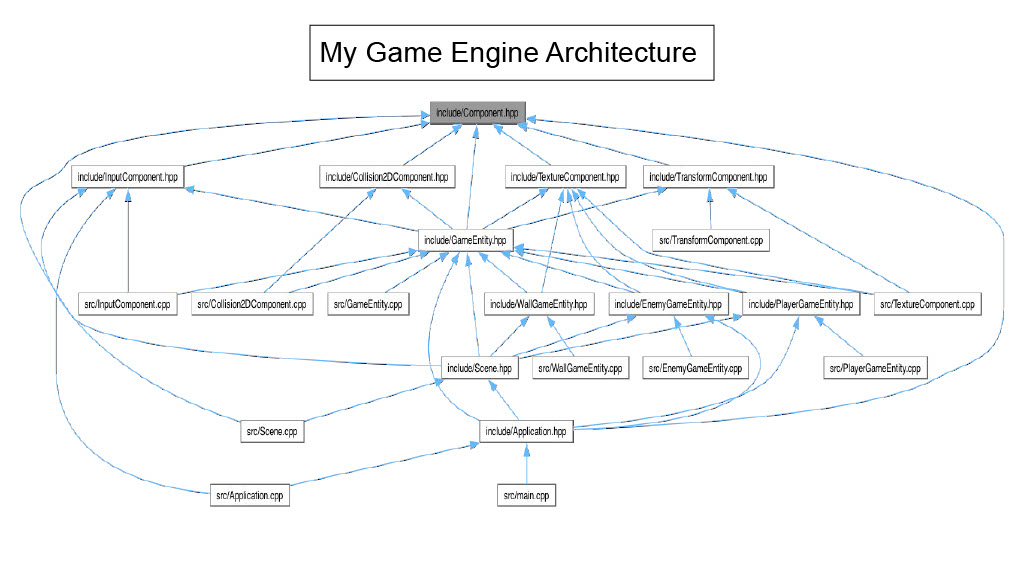 My Game Engine Architecture
include/Component.hpp
include/InputComponent.hpp
include/Collision2DComponent.hpp
include/TextureComponent.hpp
include/TransformComponent.hpp
include/GameEntity.hpp
src/TransformComponent.cpp
src/InputComponent.cpp
src/Collision2DComponent.cpp
src/GameEntity.cpp
include/WallGameEntity.hpp
include/EnemyGameEntity.hpp
include/PlayerGameEntity.hpp
src/TextureComponent.cpp
include/Scene.hpp
src/WallGameEntity.cpp
src/EnemyGameEntity.cpp
src/PlayerGameEntity.cpp
src/Scene.cpp
include/Application.hpp
src/Application.cpp
src/main.cpp